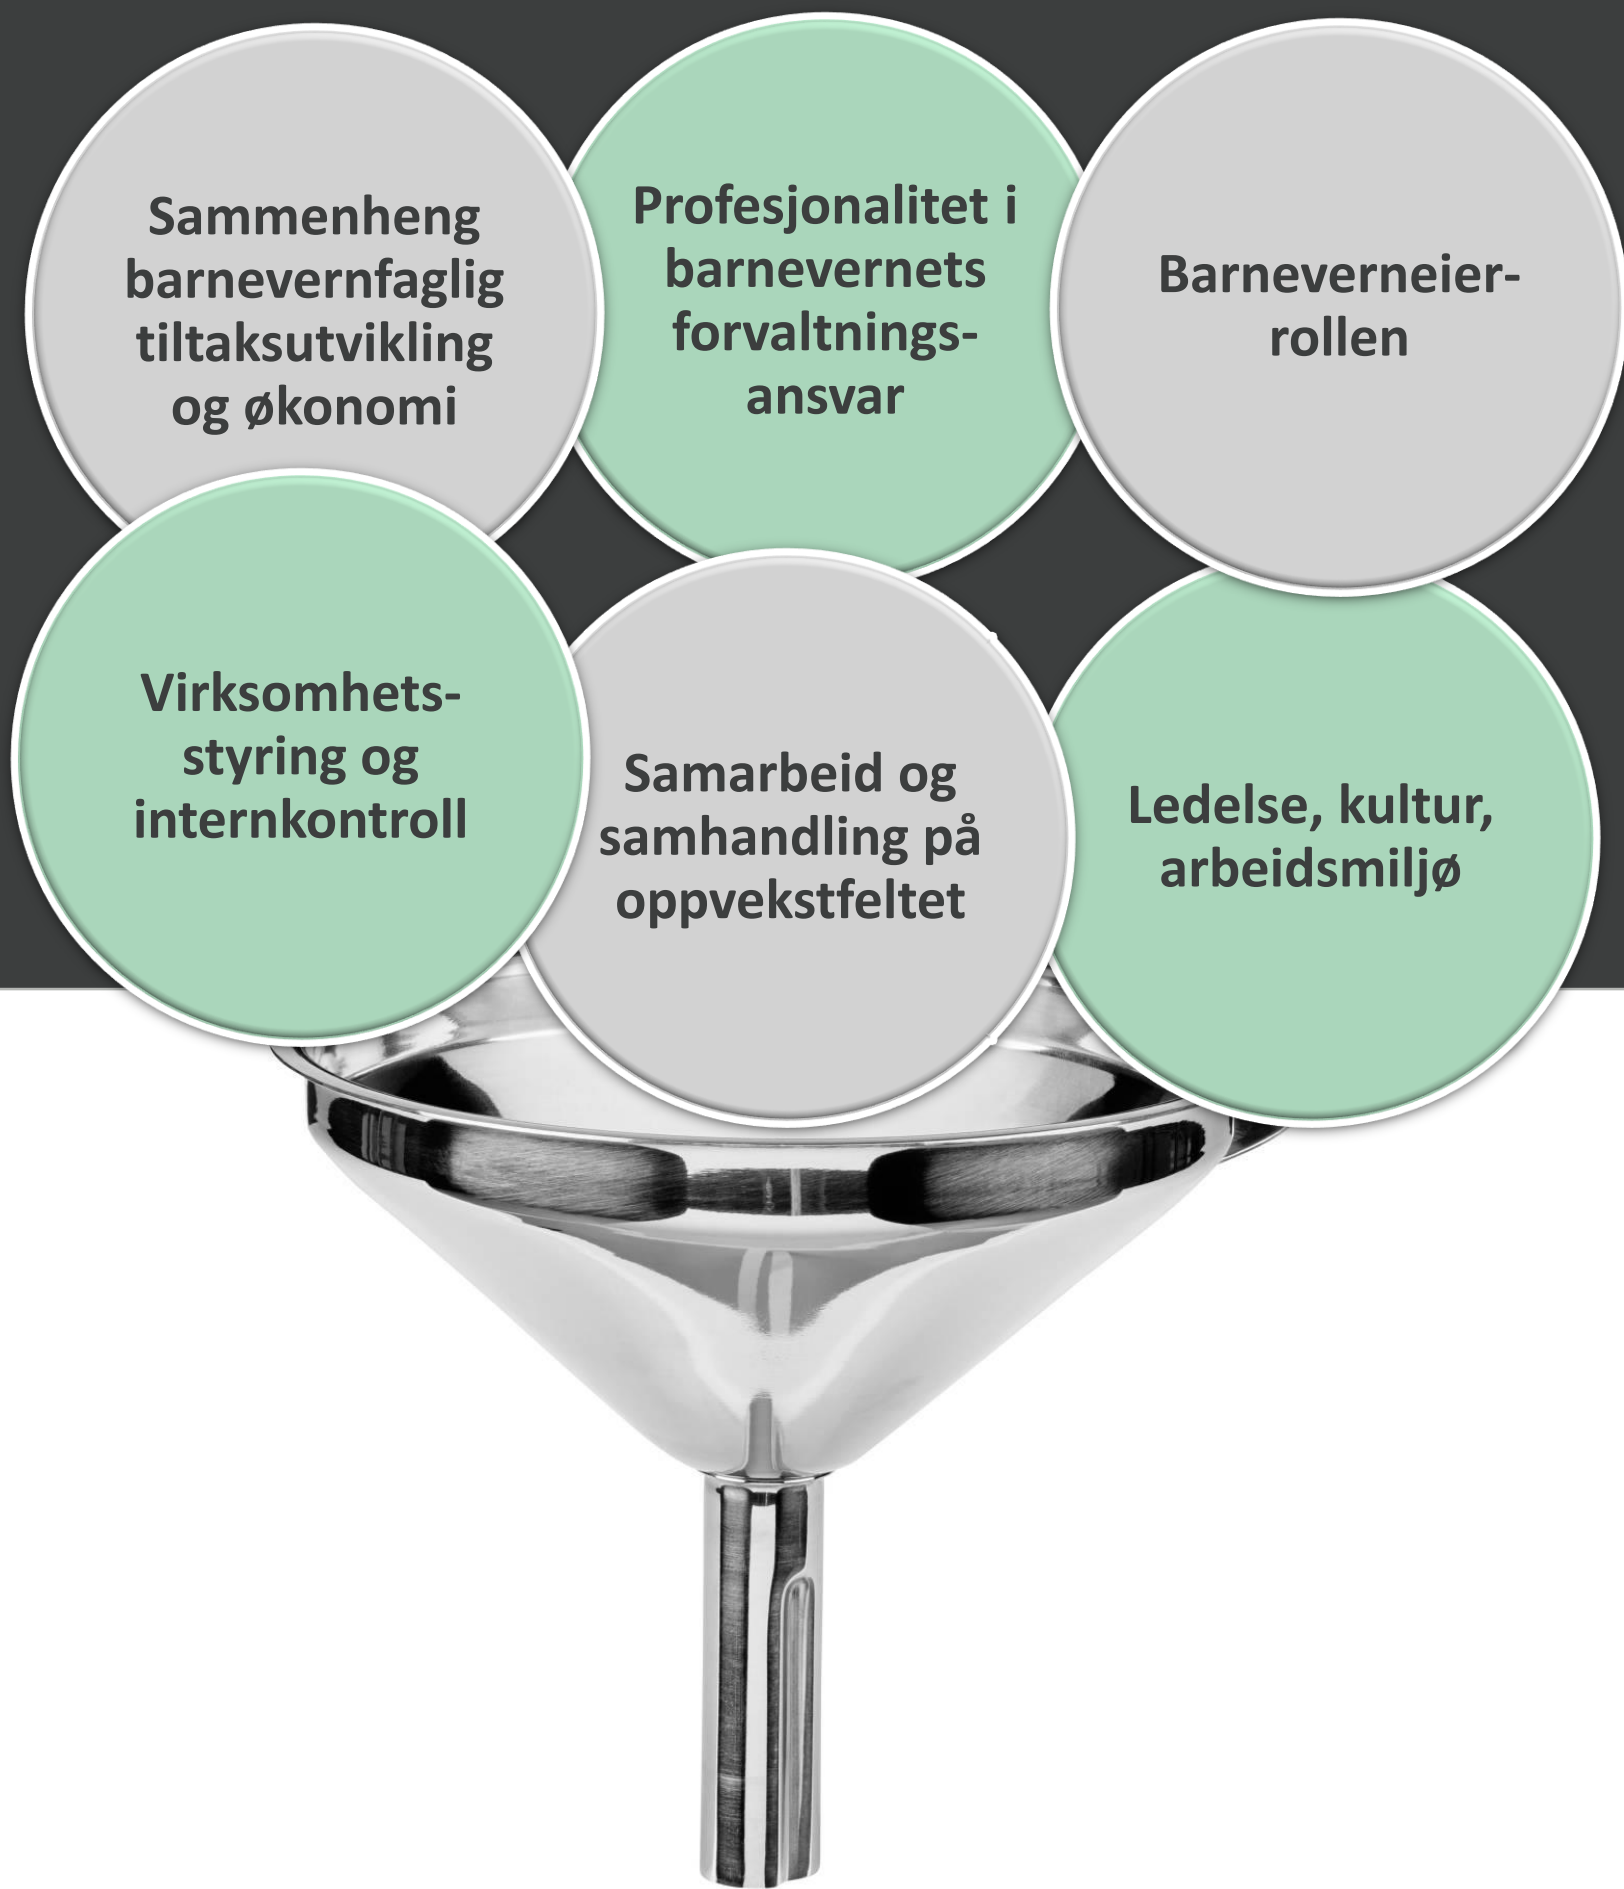 Sammenheng
barnevernfaglig
tiltaksutvikling
og økonomi
Profesjonalitet i
barnevernets
forvaltnings-
ansvar
Barneverneier-
rollen
Virksomhets-
styring og
internkontroll
Samarbeid og
samhandling på
oppvekstfeltet
Ledelse, kultur,
arbeidsmiljø